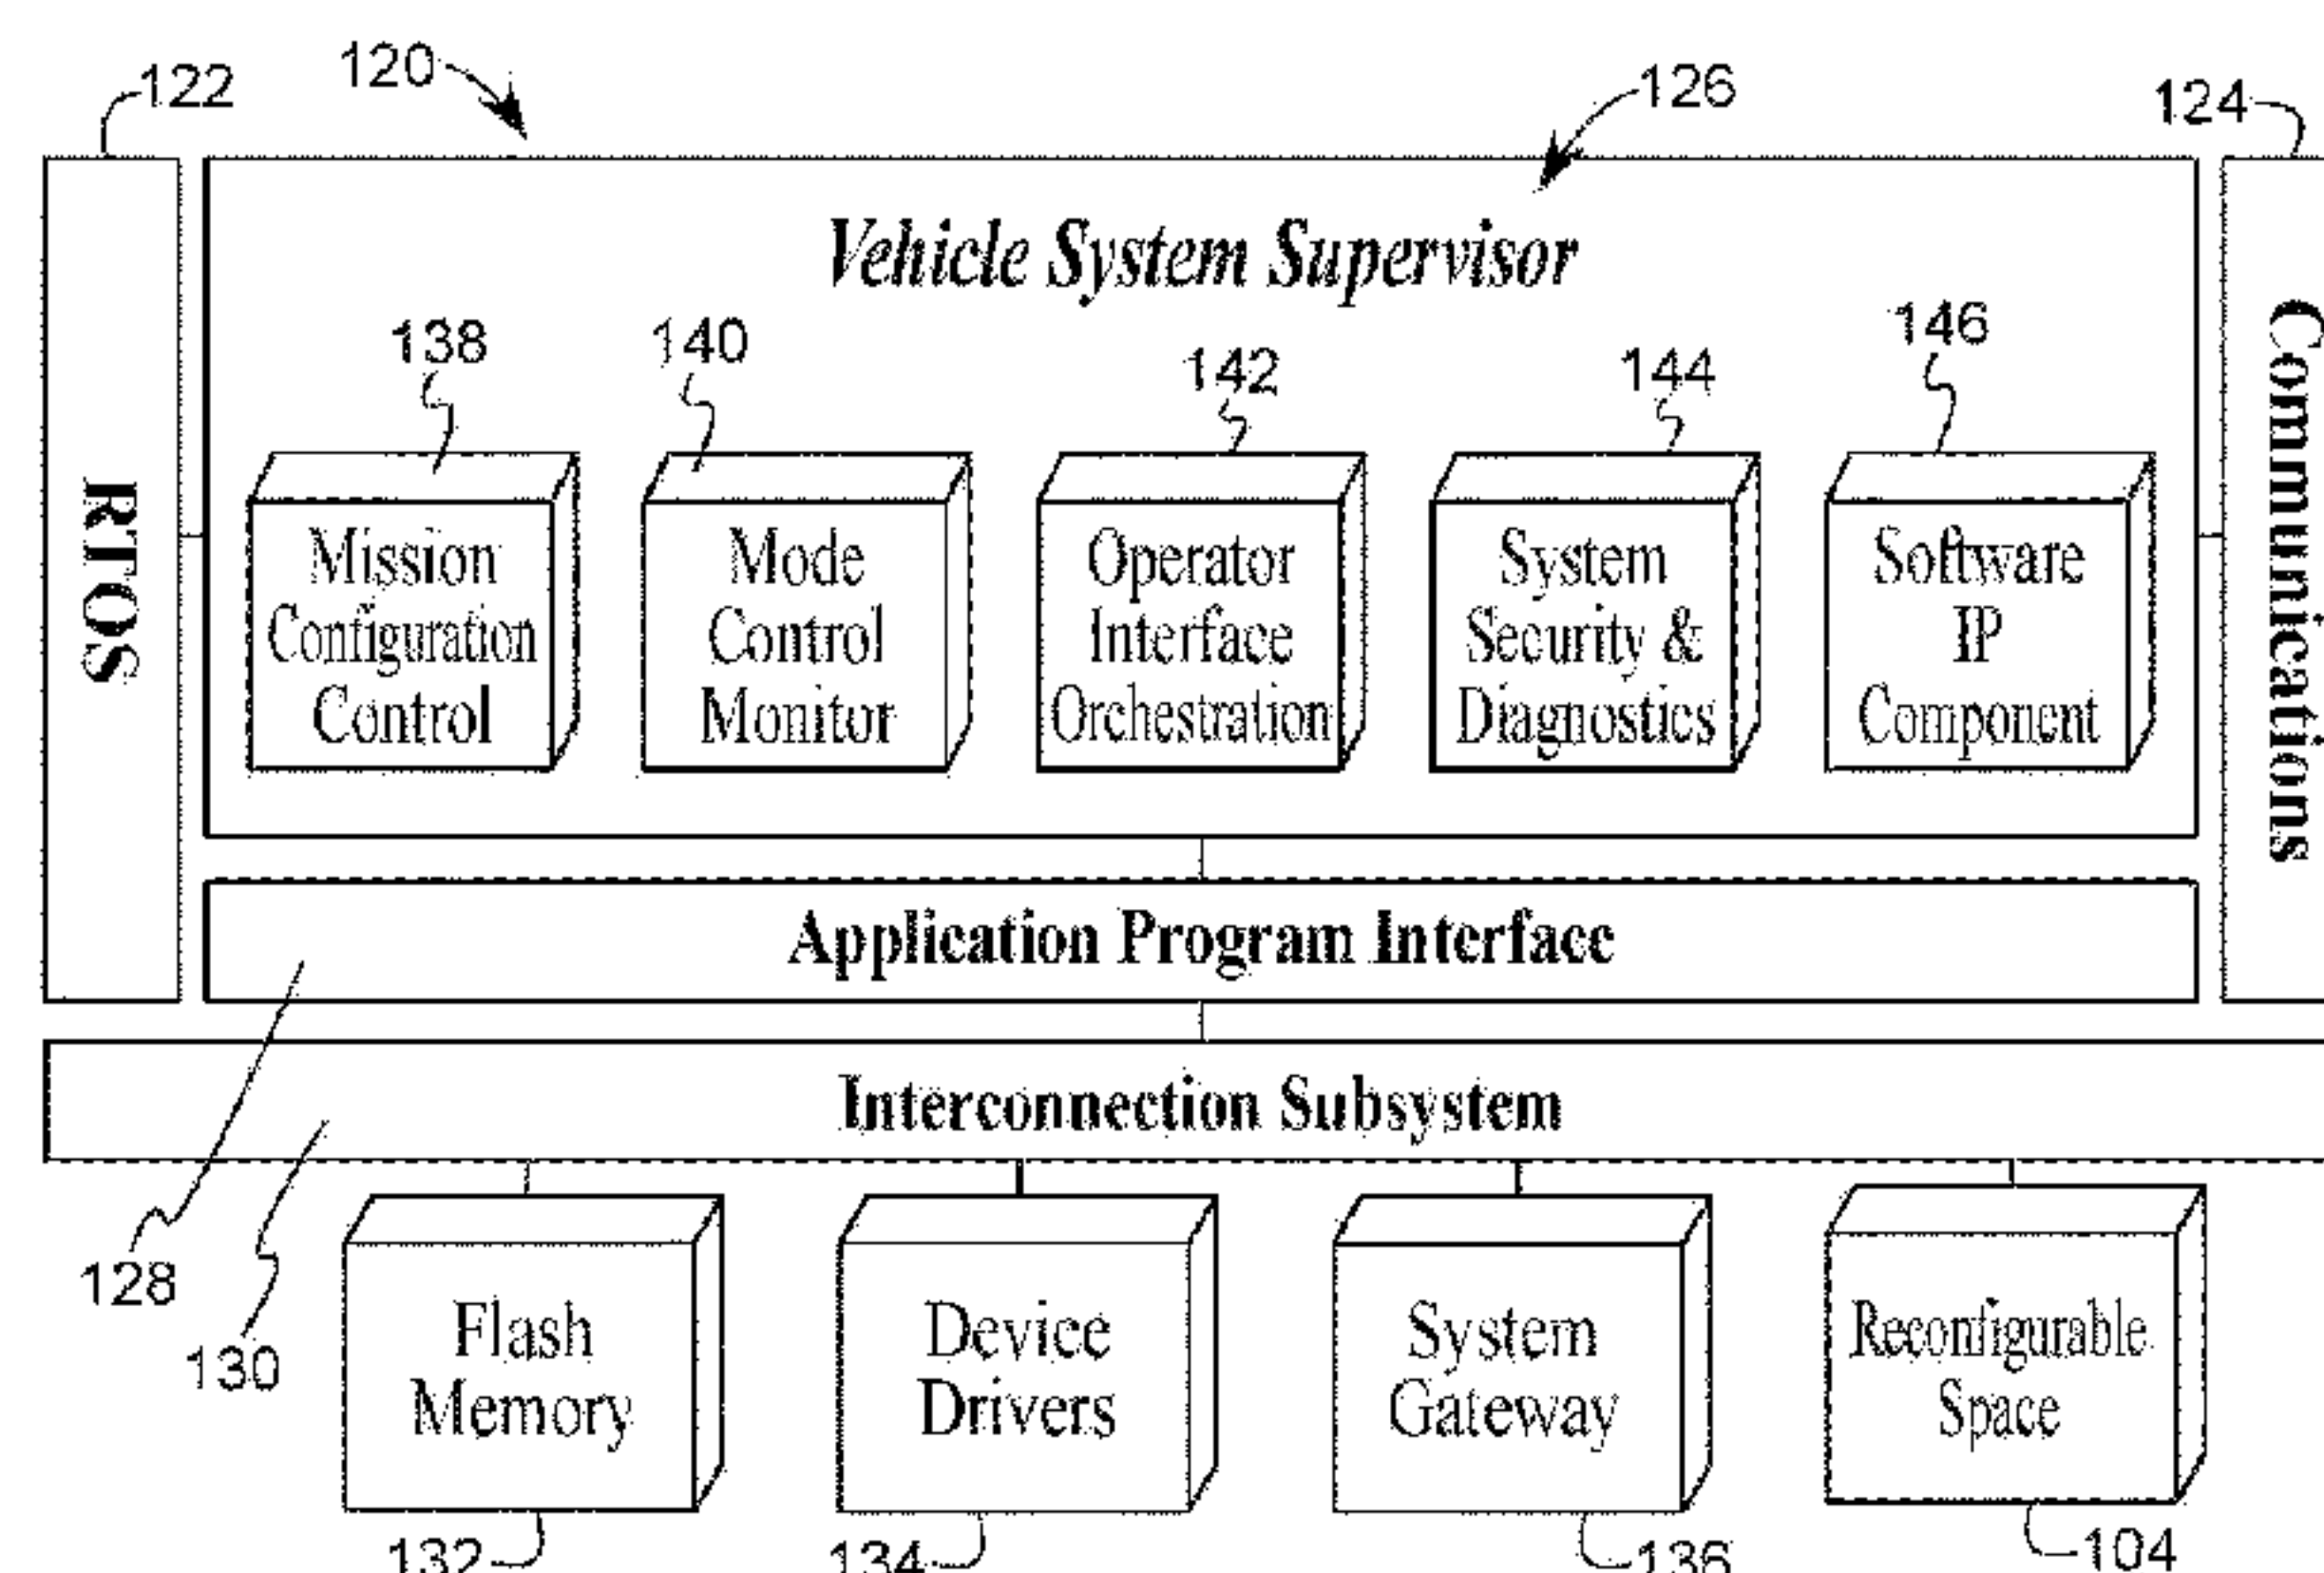 122
120
126
124
Vehicle System Supervisor
138
140
142
144
146
RTOS
Mission
Configuration
Control
Mode
Control
Monitor
Operator
Interface
Orchestration
System
Security &
Diagnostics
Software
IP
Component
Communications
Application Program Interface
Interconnection Subsystem
128
130
Flash
Memory
Device
Drivers
System
Gateway
Reconfigurable
Space
132
134
136
104